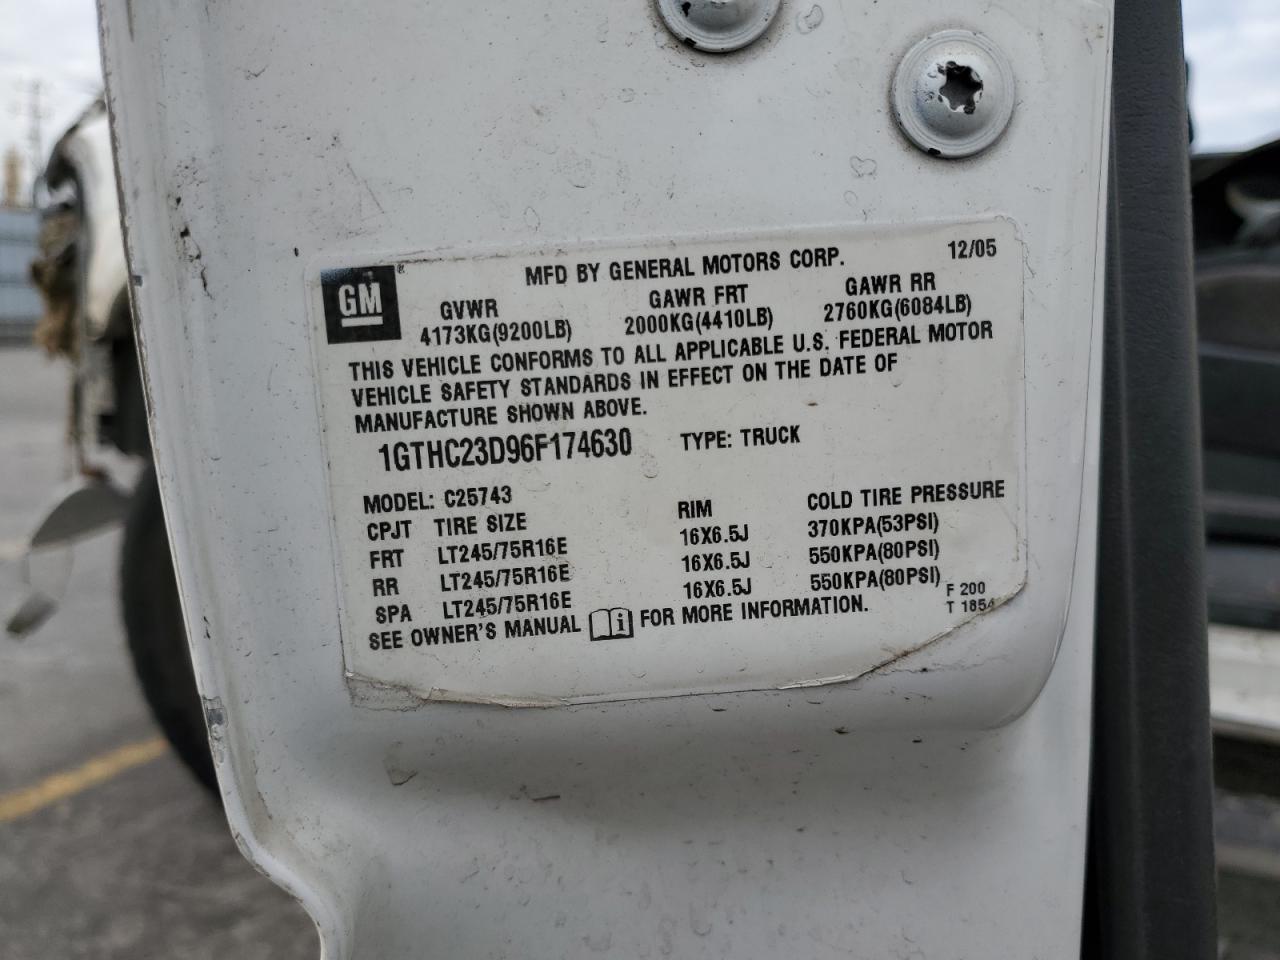 MFD BY GENERAL MOTORS CORP. 12/05
GM ®
GVWR GAWR FRT GAWR RR
4173KG(9200LB) 2000KG(4410LB) 2760KG(6084LB)
THIS VEHICLE CONFORMS TO ALL APPLICABLE U.S. FEDERAL MOTOR
VEHICLE SAFETY STANDARDS IN EFFECT ON THE DATE OF
MANUFACTURE SHOWN ABOVE.
1GTHC23D96F174630 TYPE: TRUCK
MODEL: C25743
CPJT TIRE SIZE RIM COLD TIRE PRESSURE
FRT LT245/75R16E 16X6.5J 370KPA(53PSI)
RR LT245/75R16E 16X6.5J 550KPA(80PSI)
SPA LT245/75R16E 16X6.5J 550KPA(80PSI)
SEE OWNER'S MANUAL i FOR MORE INFORMATION.
F 200
T 1854